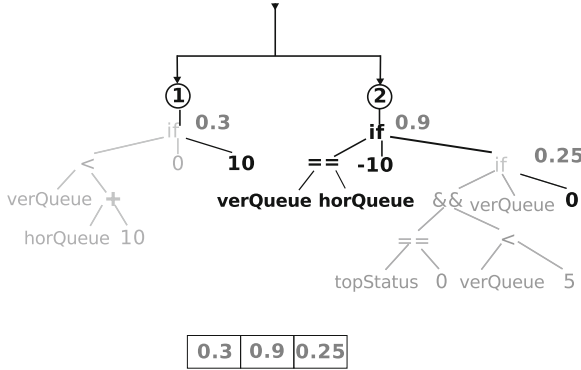 1 2
if 0.3 if 0.9
< 0 10 == -10 if 0.25
verQueue + verQueue horQueue && verQueue 0
horQueue 10 == <
topStatus 0 verQueue 5
0.3 0.9 0.25